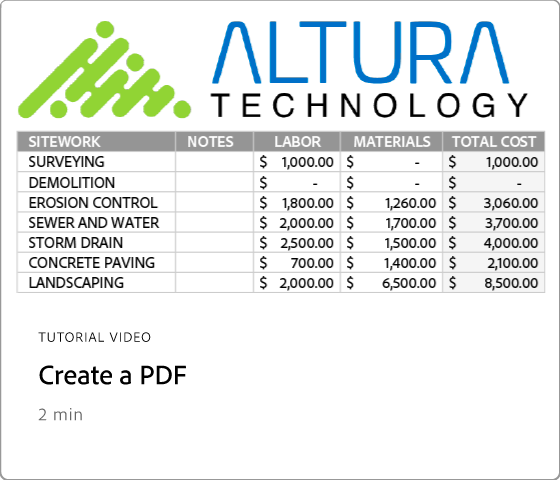 ALTURA
TECHNOLOGY
SITEWORK NOTES LABOR MATERIALS TOTAL COST
SURVEYING $ 1,000.00 $ - $ 1,000.00
DEMOLITION $ - $ - $ -
EROSION CONTROL $ 1,800.00 $ 1,260.00 $ 3,060.00
SEWER AND WATER $ 2,000.00 $ 1,700.00 $ 3,700.00
STORM DRAIN $ 2,500.00 $ 1,500.00 $ 4,000.00
CONCRETE PAVING $ 700.00 $ 1,400.00 $ 2,100.00
LANDSCAPING $ 2,000.00 $ 6,500.00 $ 8,500.00
TUTORIAL VIDEO
Create a PDF
2 min